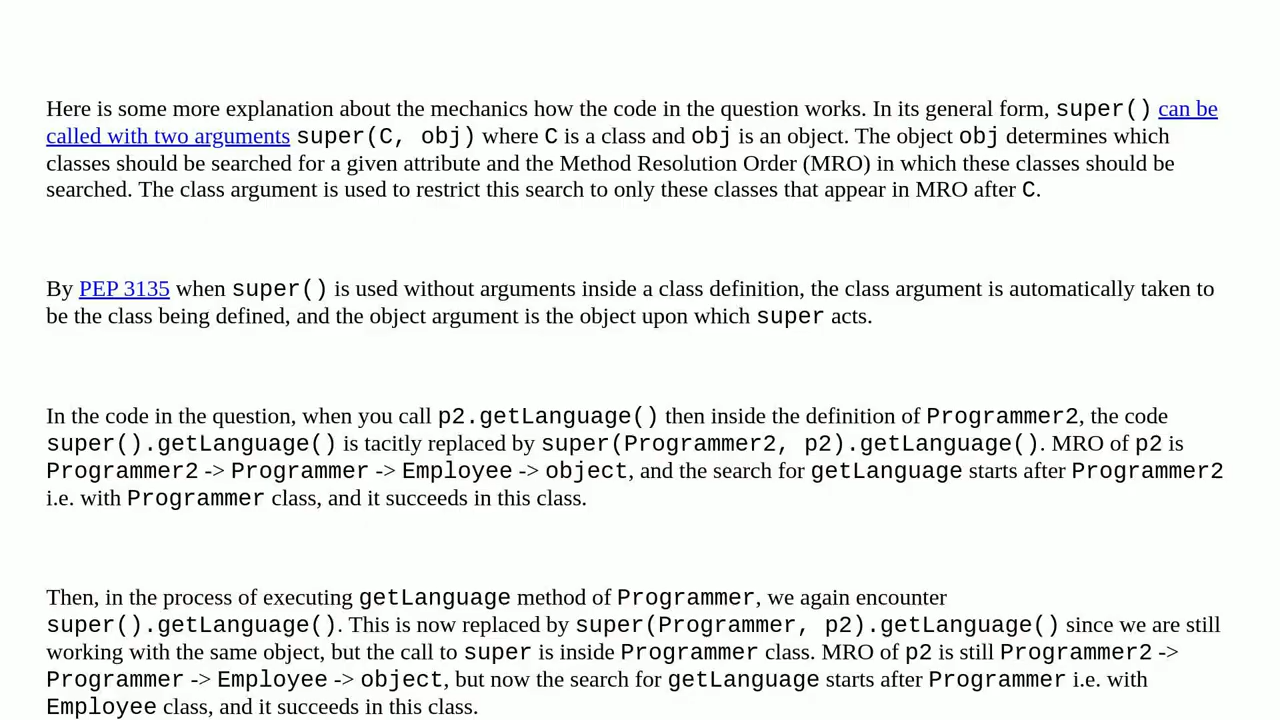 Here is some more explanation about the mechanics how the code in the question works. In its general form, super() can be
called with two arguments super(C, obj) where C is a class and obj is an object. The object obj determines which
classes should be searched for a given attribute and the Method Resolution Order (MRO) in which these classes should be
searched. The class argument is used to restrict this search to only these classes that appear in MRO after C.
By PEP 3135 when super() is used without arguments inside a class definition, the class argument is automatically taken to
be the class being defined, and the object argument is the object upon which super acts.
In the code in the question, when you call p2.getLanguage() then inside the definition of Programmer2, the code
super().getLanguage() is tacitly replaced by super(Programmer2, p2).getLanguage(). MRO of p2 is
Programmer2 -> Programmer -> Employee -> object, and the search for getLanguage starts after Programmer2
i.e. with Programmer class, and it succeeds in this class.
Then, in the process of executing getLanguage method of Programmer, we again encounter
super().getLanguage(). This is now replaced by super(Programmer, p2).getLanguage() since we are still
working with the same object, but the call to super is inside Programmer class. MRO of p2 is still Programmer2 ->
Programmer -> Employee -> object, but now the search for getLanguage starts after Programmer i.e. with
Employee class, and it succeeds in this class.